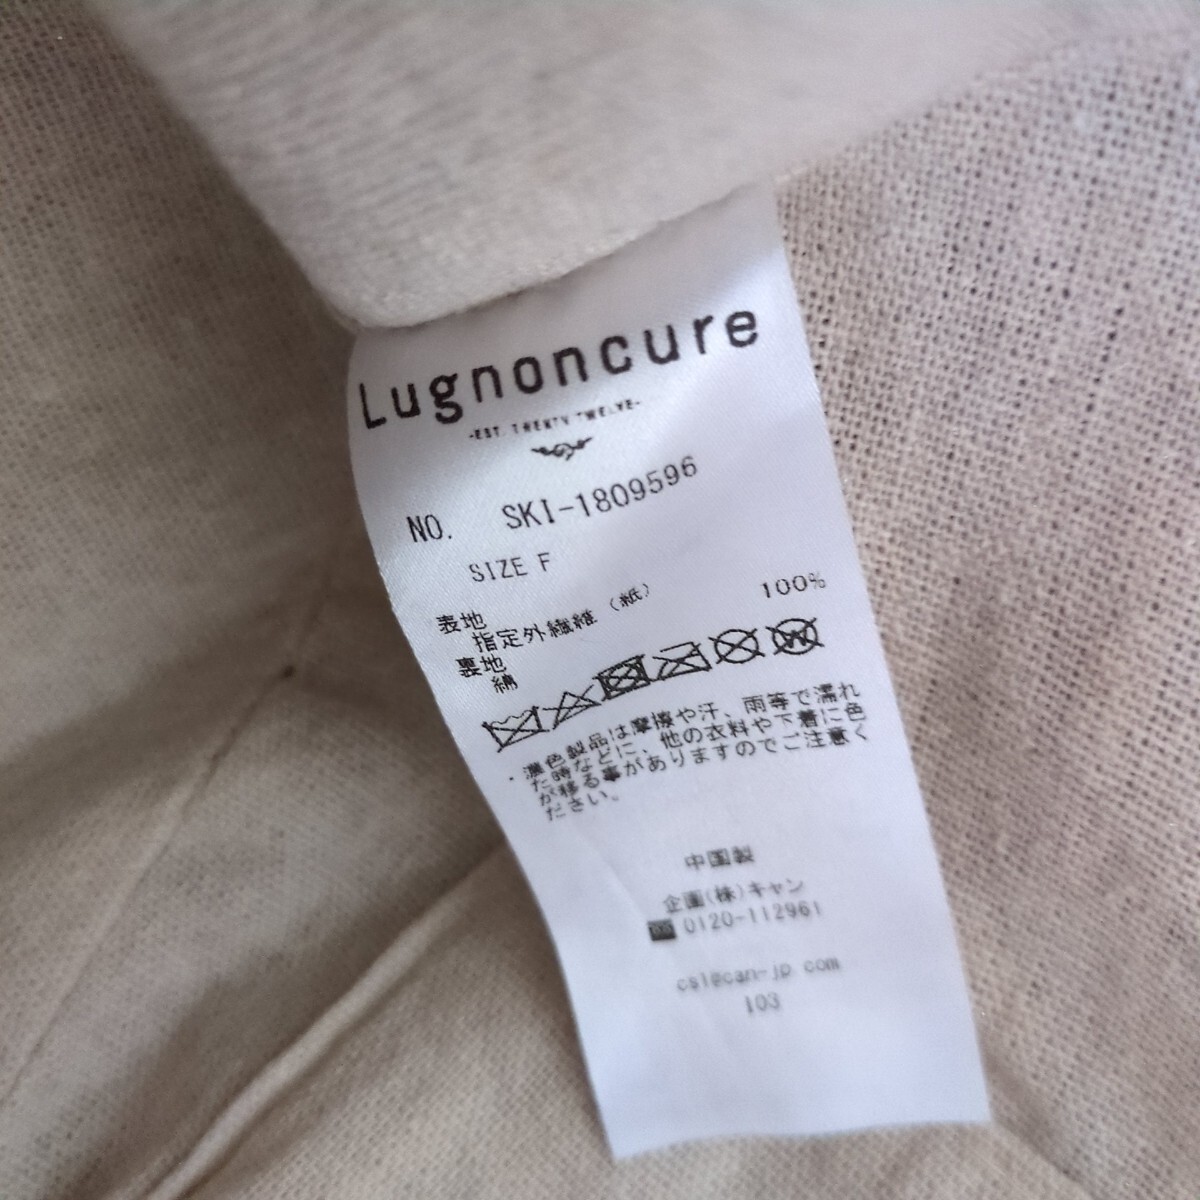 Lugnoncure
-EST. TWENTY TWELVE-
NO. SKI-1809596
SIZE F
表地
指定外繊維（紙） 100%
裏地
綿
・濃色製品は摩擦や汗、雨等で濡れ
た時などに、他の衣料や下着に色
が移る事がありますのでご注意く
ださい。
中国製
企画(株)キャン
0120-112961
cs1@can-jp.com
103